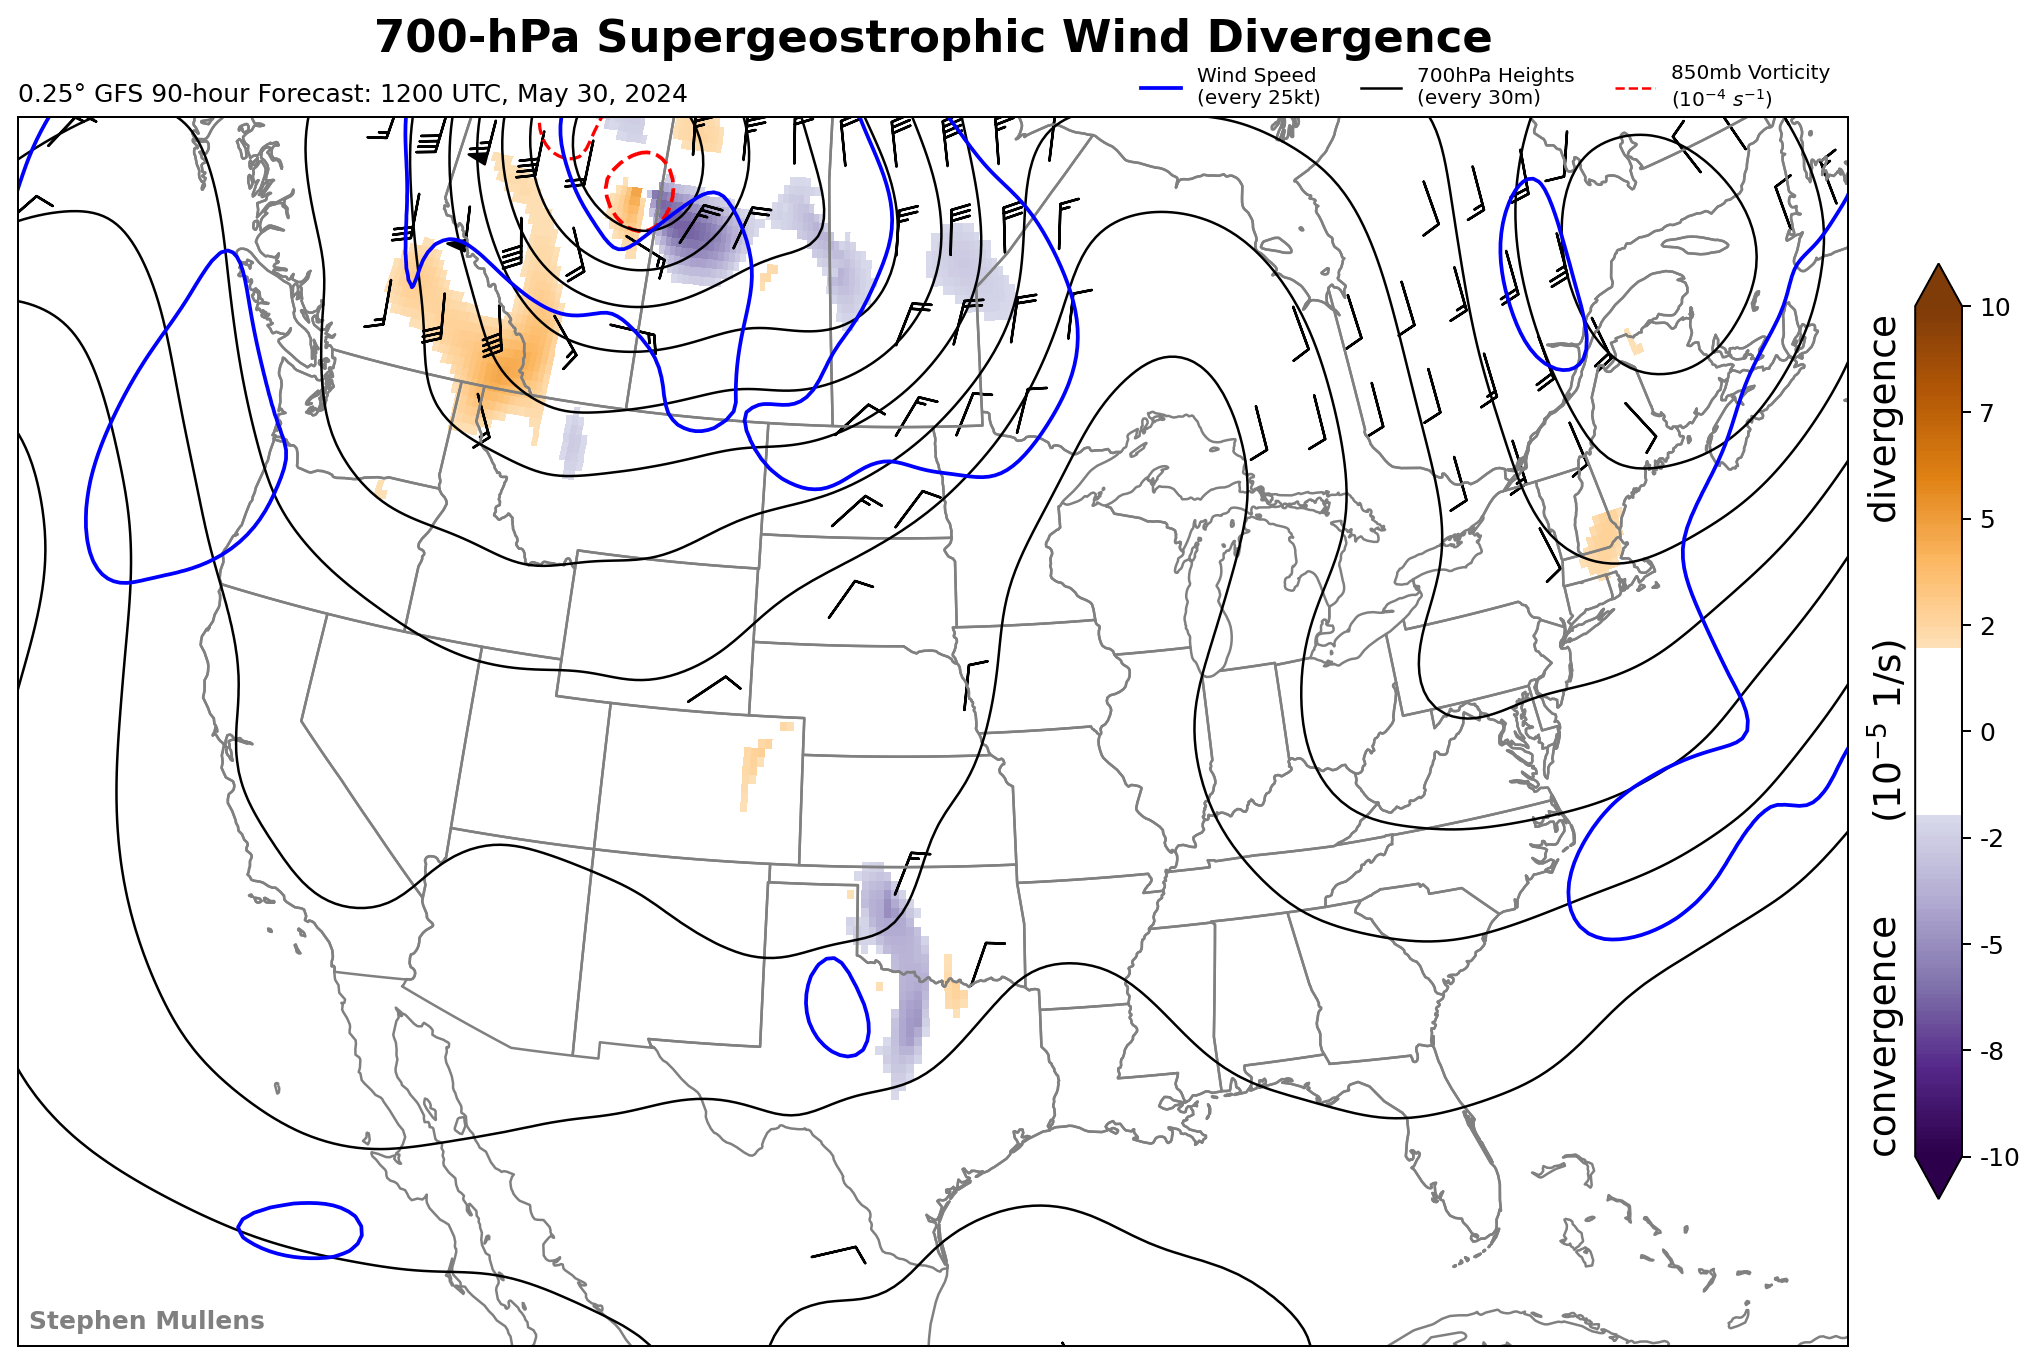 700-hPa Supergeostrophic Wind Divergence
0.25° GFS 90-hour Forecast: 1200 UTC, May 30, 2024
Wind Speed
(every 25kt)
700hPa Heights
(every 30m)
850mb Vorticity
(10⁻⁴ s⁻¹)
10
7
5
2
0
-2
-5
-8
-10
convergence (10⁻⁵ 1/s) divergence
Stephen Mullens